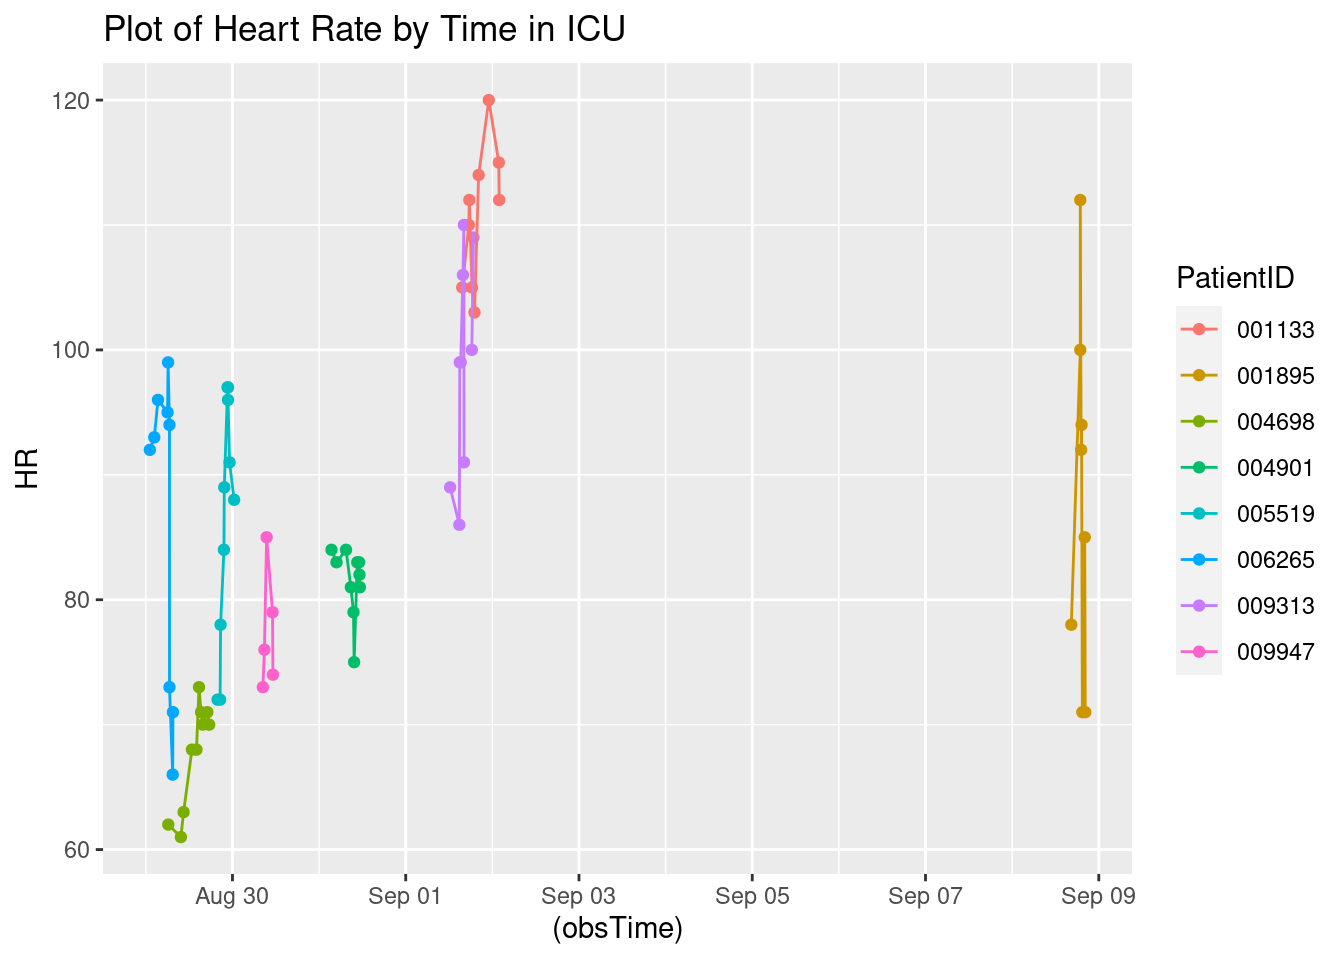 Plot of Heart Rate by Time in ICU
120
100
80
60
HR
Aug 30
Sep 01
Sep 03
Sep 05
Sep 07
Sep 09
(obsTime)
PatientID
001133
001895
004698
004901
005519
006265
009313
009947